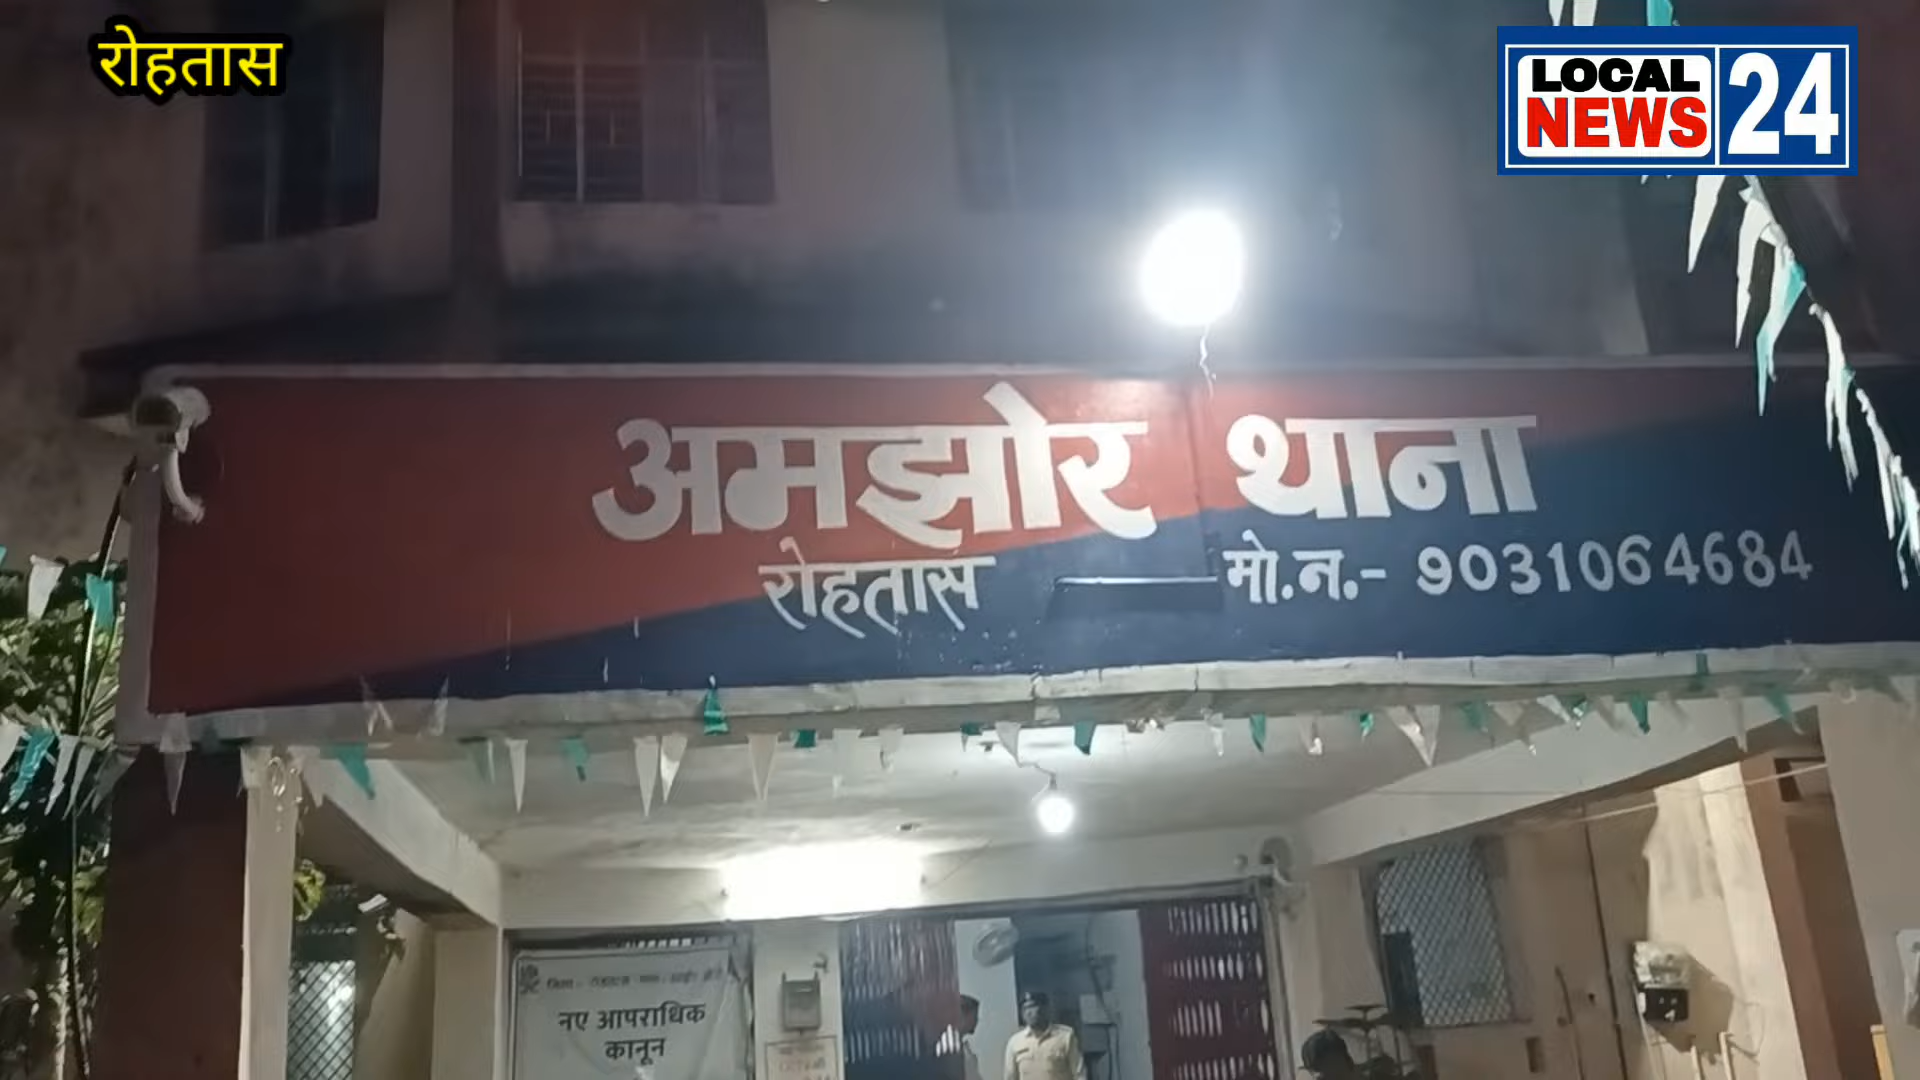 रोहतास
LOCAL
NEWS
24
अमझोर थाना
रोहतास
मो.न.- 9031064684
नए आपराधिक
कानून